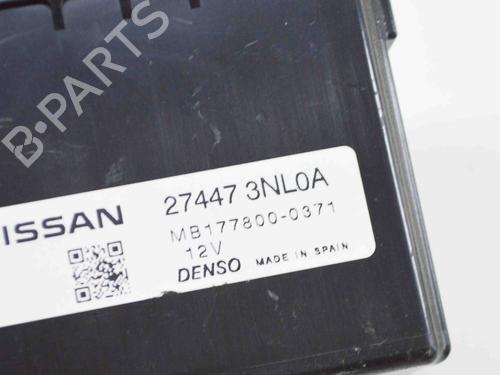 B·PARTS
NISSAN 27447 3NL0A
MB177800-0371
12V
DENSO MADE IN SPAIN